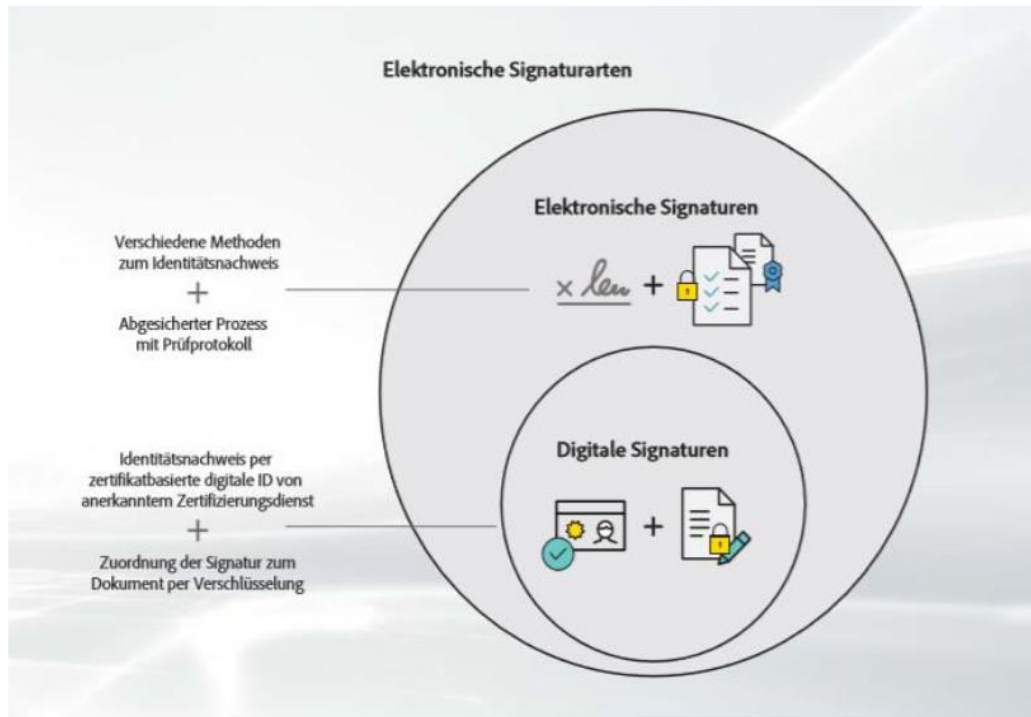 Elektronische Signaturarten
Elektronische Signaturen
Verschiedene Methoden
zum Identitätsnachweis
+
Abgesicherter Prozess
mit Prüfprotokoll
× len +
Digitale Signaturen
Identitätsnachweis per
zertifikatbasierte digitale ID von
anerkanntem Zertifizierungsdienst
+
Zuordnung der Signatur zum
Dokument per Verschlüsselung
+